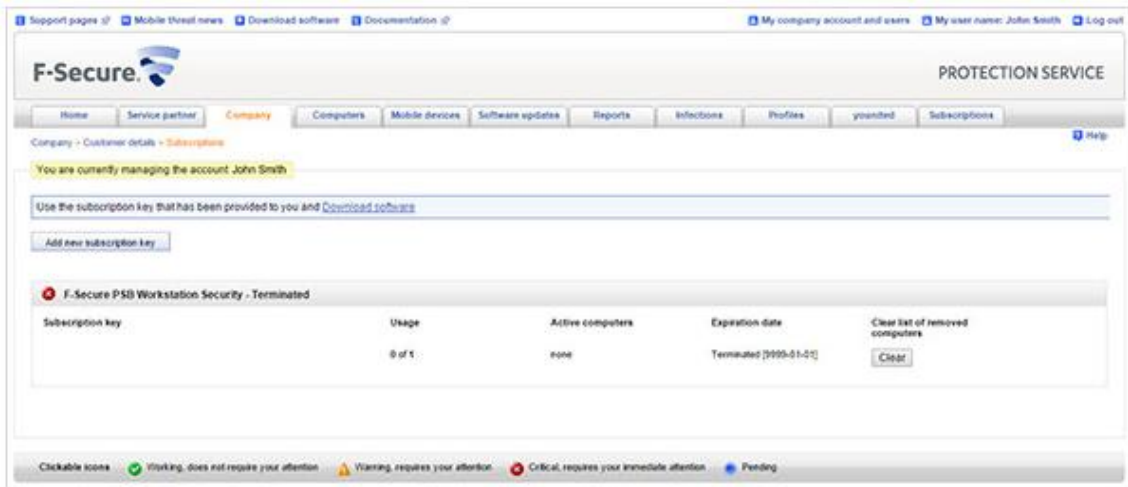 Support pages Mobile threat news Download software Documentation My company account and users My user name: John Smith Log out
F-Secure. PROTECTION SERVICE
Home Service partner Company Computers Mobile devices Software updates Reports Infections Profiles younited Subscriptions
Company > Customer details > Subscriptions Help
You are currently managing the account John Smith
Use the subscription key that has been provided to you and Download software
Add new subscription key
F-Secure PSB Workstation Security - Terminated
Subscription key Usage Active computers Expiration date Clear list of removed
computers
0 of 1 none Terminated [9999-01-01] Clear
Clickable icons Working, does not require your attention Warning, requires your attention Critical, requires your immediate attention Pending